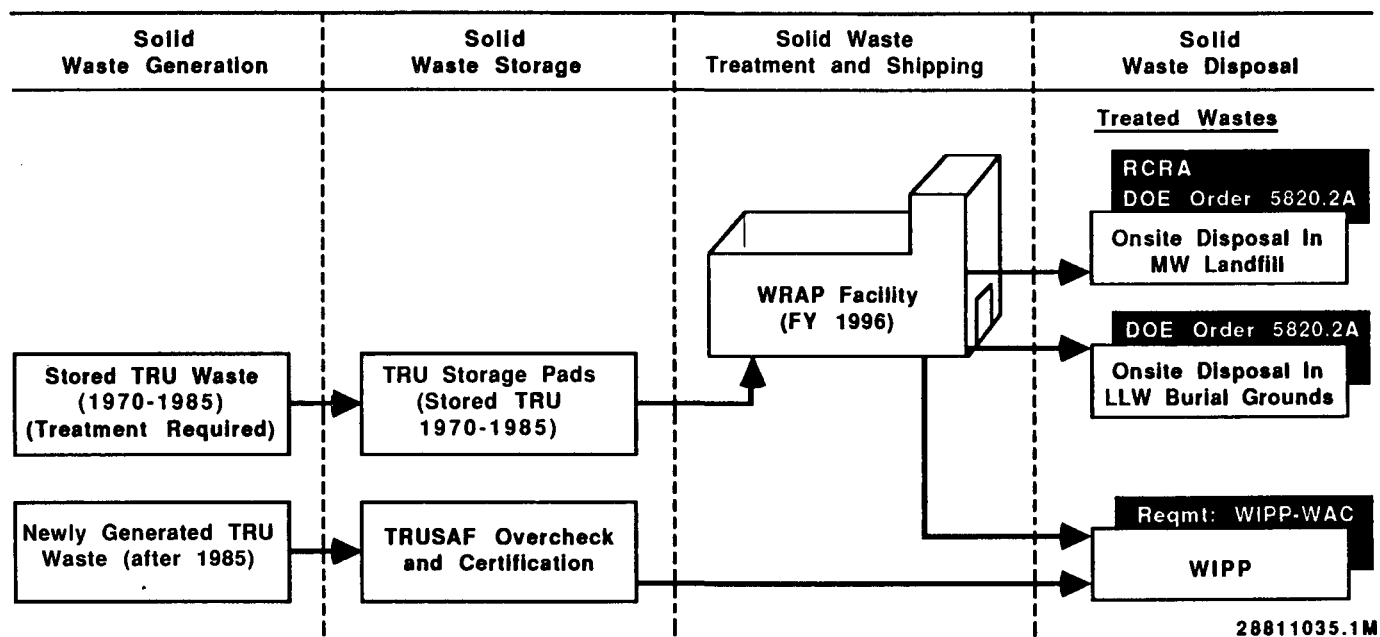 Solid
Waste Generation
Solid
Waste Storage
Solid Waste
Treatment and Shipping
Solid
Waste Disposal
Treated Wastes
RCRA
DOE Order 5820.2A
Onsite Disposal In
MW Landfill
WRAP Facility
(FY 1996)
DOE Order 5820.2A
Onsite Disposal In
LLW Burial Grounds
Stored TRU Waste
(1970-1985)
(Treatment Required)
TRU Storage Pads
(Stored TRU
1970-1985)
Newly Generated TRU
Waste (after 1985)
TRUSAF Overcheck
and Certification
Reqmt: WIPP-WAC
WIPP
28811035.1M